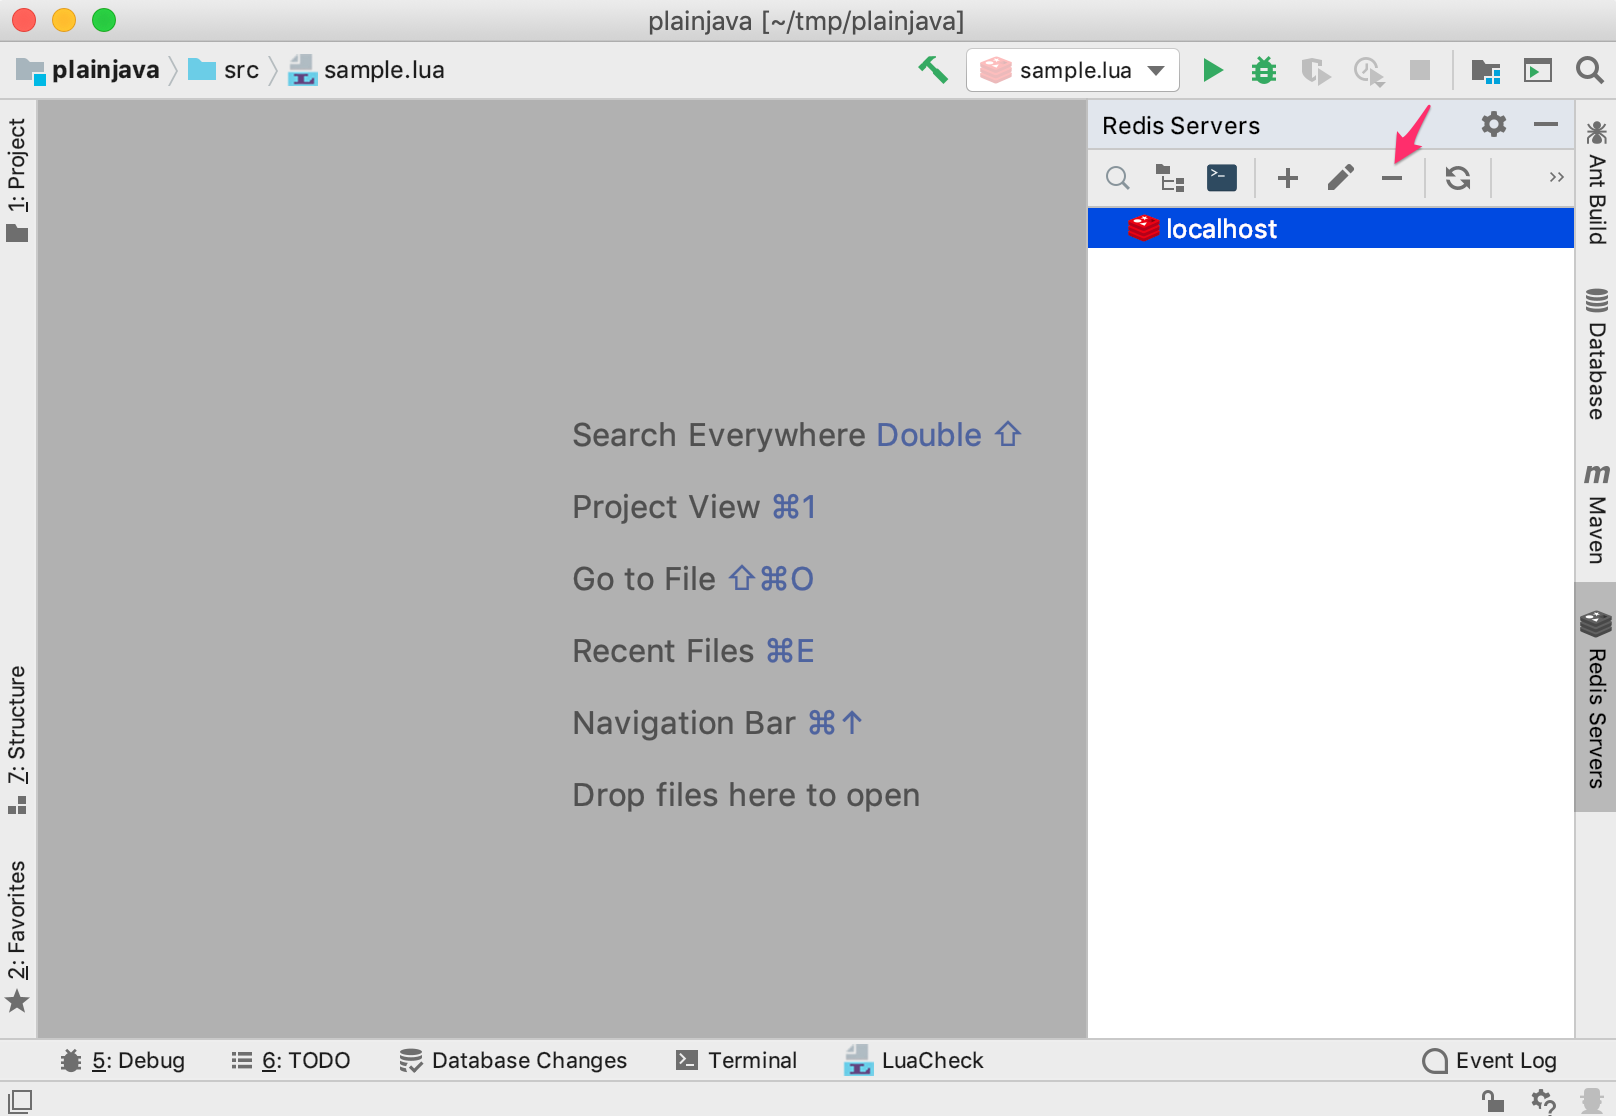 plainjava [~/tmp/plainjava]
plainjava src sample.lua
sample.lua
1: Project
7: Structure
2: Favorites
Search Everywhere Double ⇧
Project View ⌘1
Go to File ⇧⌘O
Recent Files ⌘E
Navigation Bar ⌘↑
Drop files here to open
Redis Servers
localhost
Ant Build
Database
m Maven
Redis Servers
5: Debug 6: TODO Database Changes Terminal LuaCheck Event Log